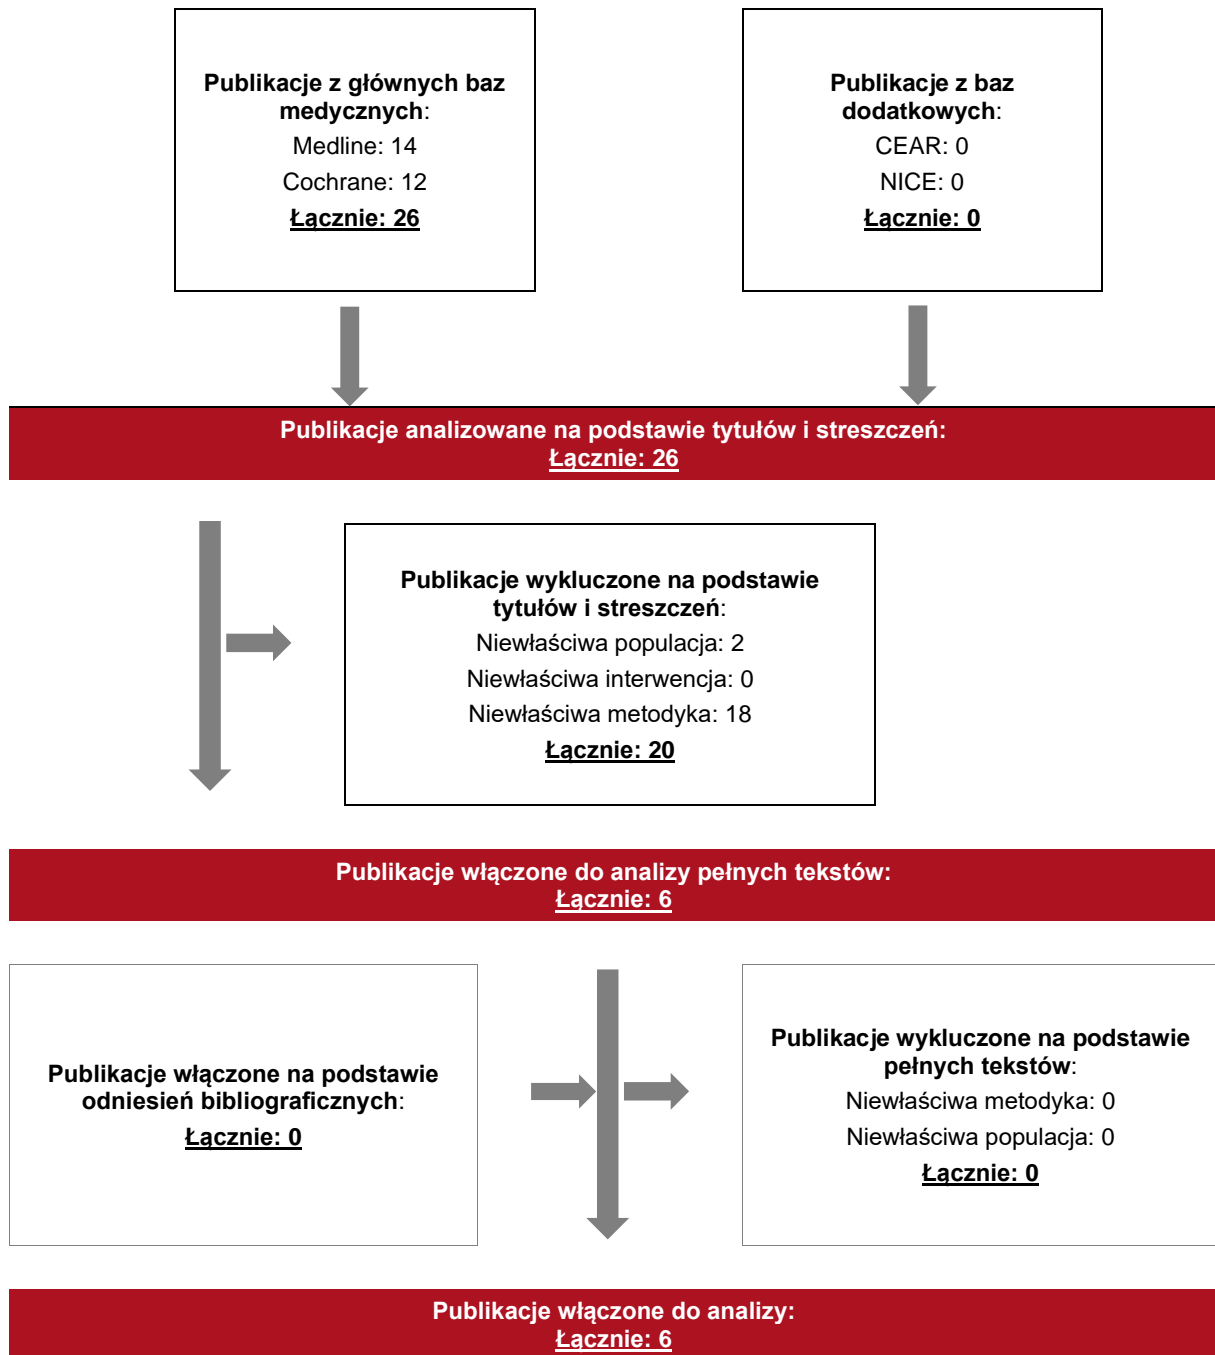 Publikacje z głównych baz
medycznych:
Medline: 14
Cochrane: 12
Łącznie: 26
Publikacje z baz
dodatkowych:
CEAR: 0
NICE: 0
Łącznie: 0
Publikacje analizowane na podstawie tytułów i streszczeń:
Łącznie: 26
Publikacje wykluczone na podstawie
tytułów i streszczeń:
Niewłaściwa populacja: 2
Niewłaściwa interwencja: 0
Niewłaściwa metodyka: 18
Łącznie: 20
Publikacje włączone do analizy pełnych tekstów:
Łącznie: 6
Publikacje włączone na podstawie
odniesień bibliograficznych:
Łącznie: 0
Publikacje wykluczone na podstawie
pełnych tekstów:
Niewłaściwa metodyka: 0
Niewłaściwa populacja: 0
Łącznie: 0
Publikacje włączone do analizy:
Łącznie: 6